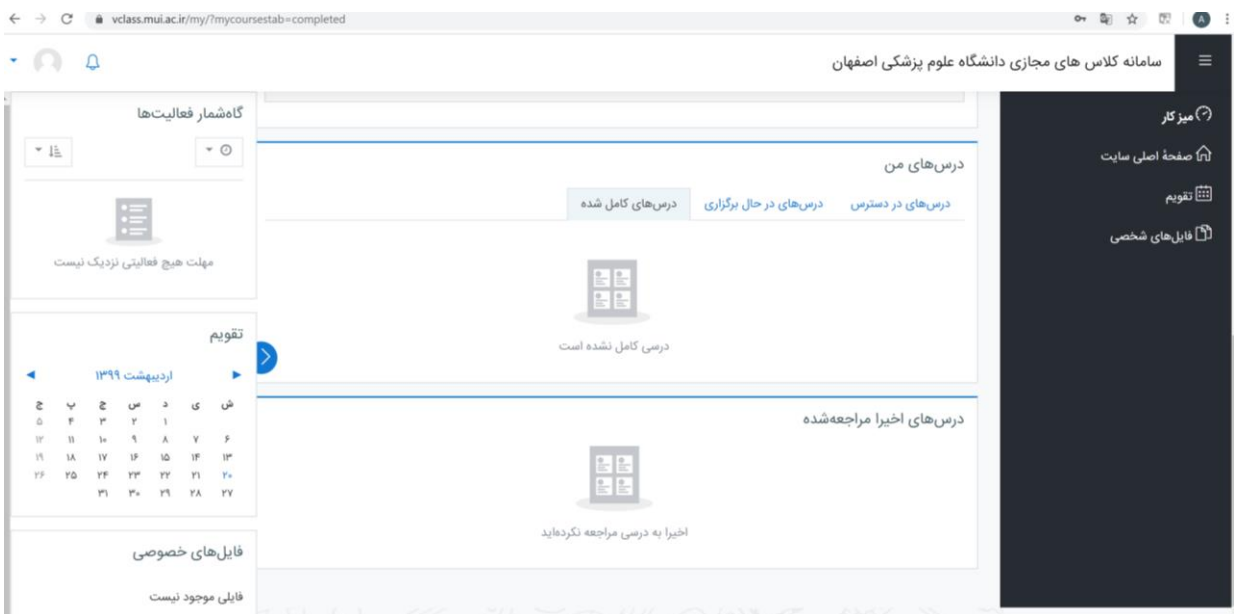 vclass.mui.ac.ir/my/?mycoursestab=completed
A
سامانه کلاس های مجازی دانشگاه علوم پزشکی اصفهان
میز کار
صفحهٔ اصلی سایت
تقویم
فایل‌های شخصی
درس‌های من
درس‌های در دسترس
درس‌های در حال برگزاری
درس‌های کامل شده
درسی کامل نشده است
درس‌های اخیرا مراجعه‌شده
اخیرا به درسی مراجعه نکرده‌اید
گاه‌شمار فعالیت‌ها
مهلت هیچ فعالیتی نزدیک نیست
تقویم
اردیبهشت ۱۳۹۹
ش ی د س چ پ ج
۱ ۲ ۳ ۴ ۵
۶ ۷ ۸ ۹ ۱۰ ۱۱ ۱۲
۱۳ ۱۴ ۱۵ ۱۶ ۱۷ ۱۸ ۱۹
۲۰ ۲۱ ۲۲ ۲۳ ۲۴ ۲۵ ۲۶
۲۷ ۲۸ ۲۹ ۳۰ ۳۱
فایل‌های خصوصی
فایلی موجود نیست